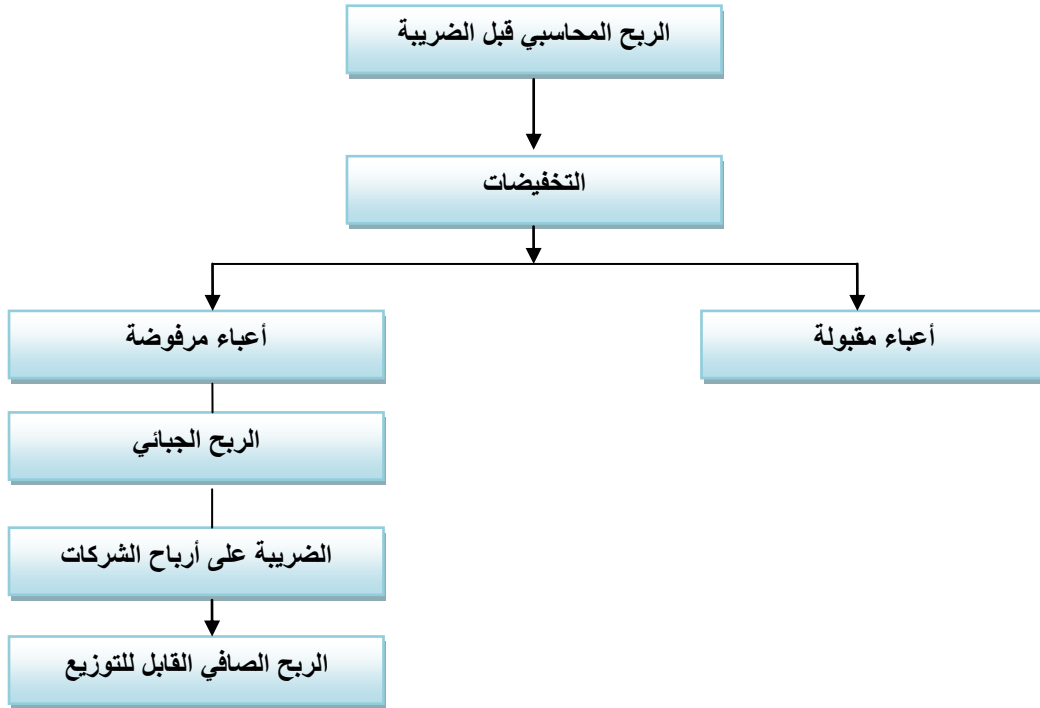 الربح المحاسبي قبل الضريبة
التخفيضات
أعباء مقبولة
أعباء مرفوضة
الربح الجبائي
الضريبة على أرباح الشركات
الربح الصافي القابل للتوزيع